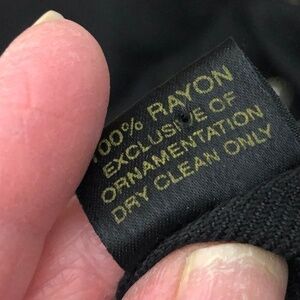 100% RAYON
EXCLUSIVE OF
ORNAMENTATION
DRY CLEAN ONLY